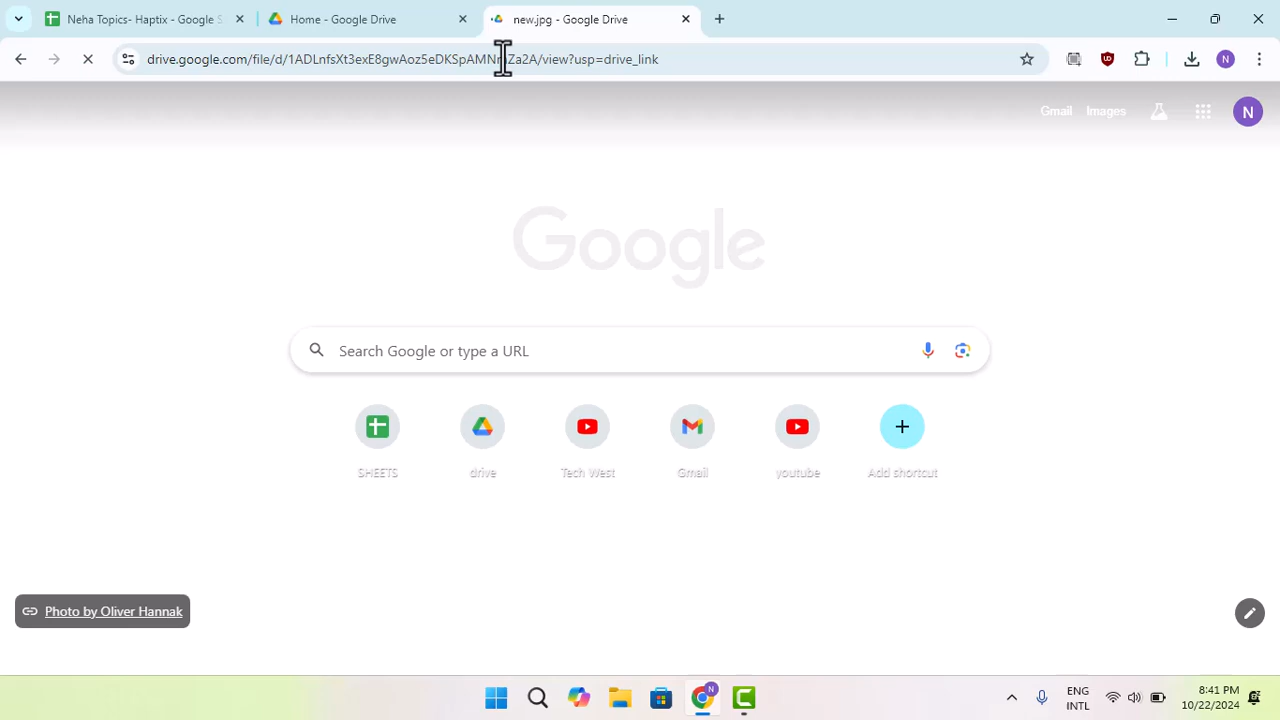 Neha Topics- Haptix - Google S
Home - Google Drive
new.jpg - Google Drive
drive.google.com/file/d/1ADLnfsXt3exE8gwAoz5eDKSpAMNmZa2A/view?usp=drive_link
N
Gmail Images N
Google
Search Google or type a URL
SHEETS drive Tech West Gmail youtube Add shortcut
Photo by Oliver Hannak
N
ENG
INTL
8:41 PM
10/22/2024